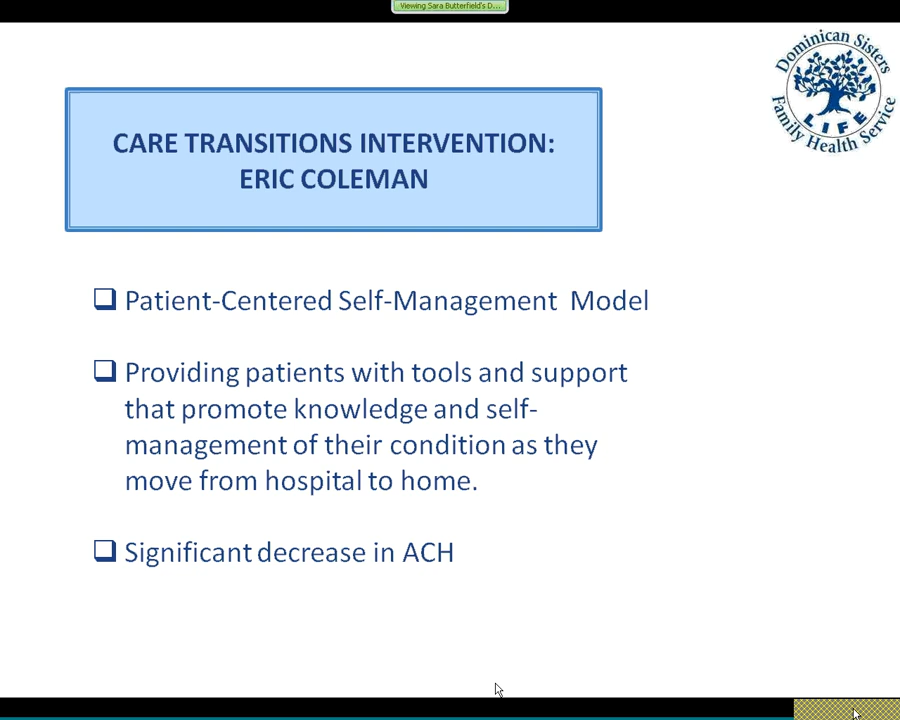 Viewing Sara Butterfield's D...
Dominican Sisters
Family Health Service
LIFE
CARE TRANSITIONS INTERVENTION:
ERIC COLEMAN
Patient-Centered Self-Management Model
Providing patients with tools and support
that promote knowledge and self-
management of their condition as they
move from hospital to home.
Significant decrease in ACH